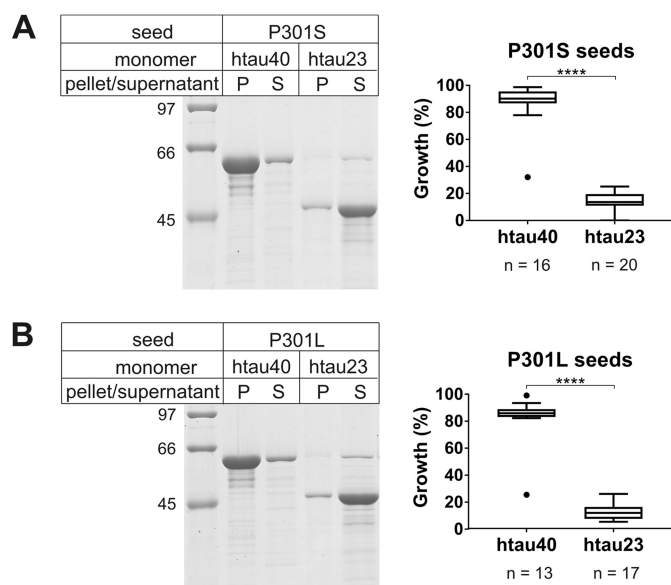 A
seed P301S
monomer htau40 htau23
pellet/supernatant P S P S
97
66
45
P301S seeds
****
Growth (%)
100
80
60
40
20
0
htau40 htau23
n = 16 n = 20
B
seed P301L
monomer htau40 htau23
pellet/supernatant P S P S
97
66
45
P301L seeds
****
Growth (%)
100
80
60
40
20
0
htau40 htau23
n = 13 n = 17